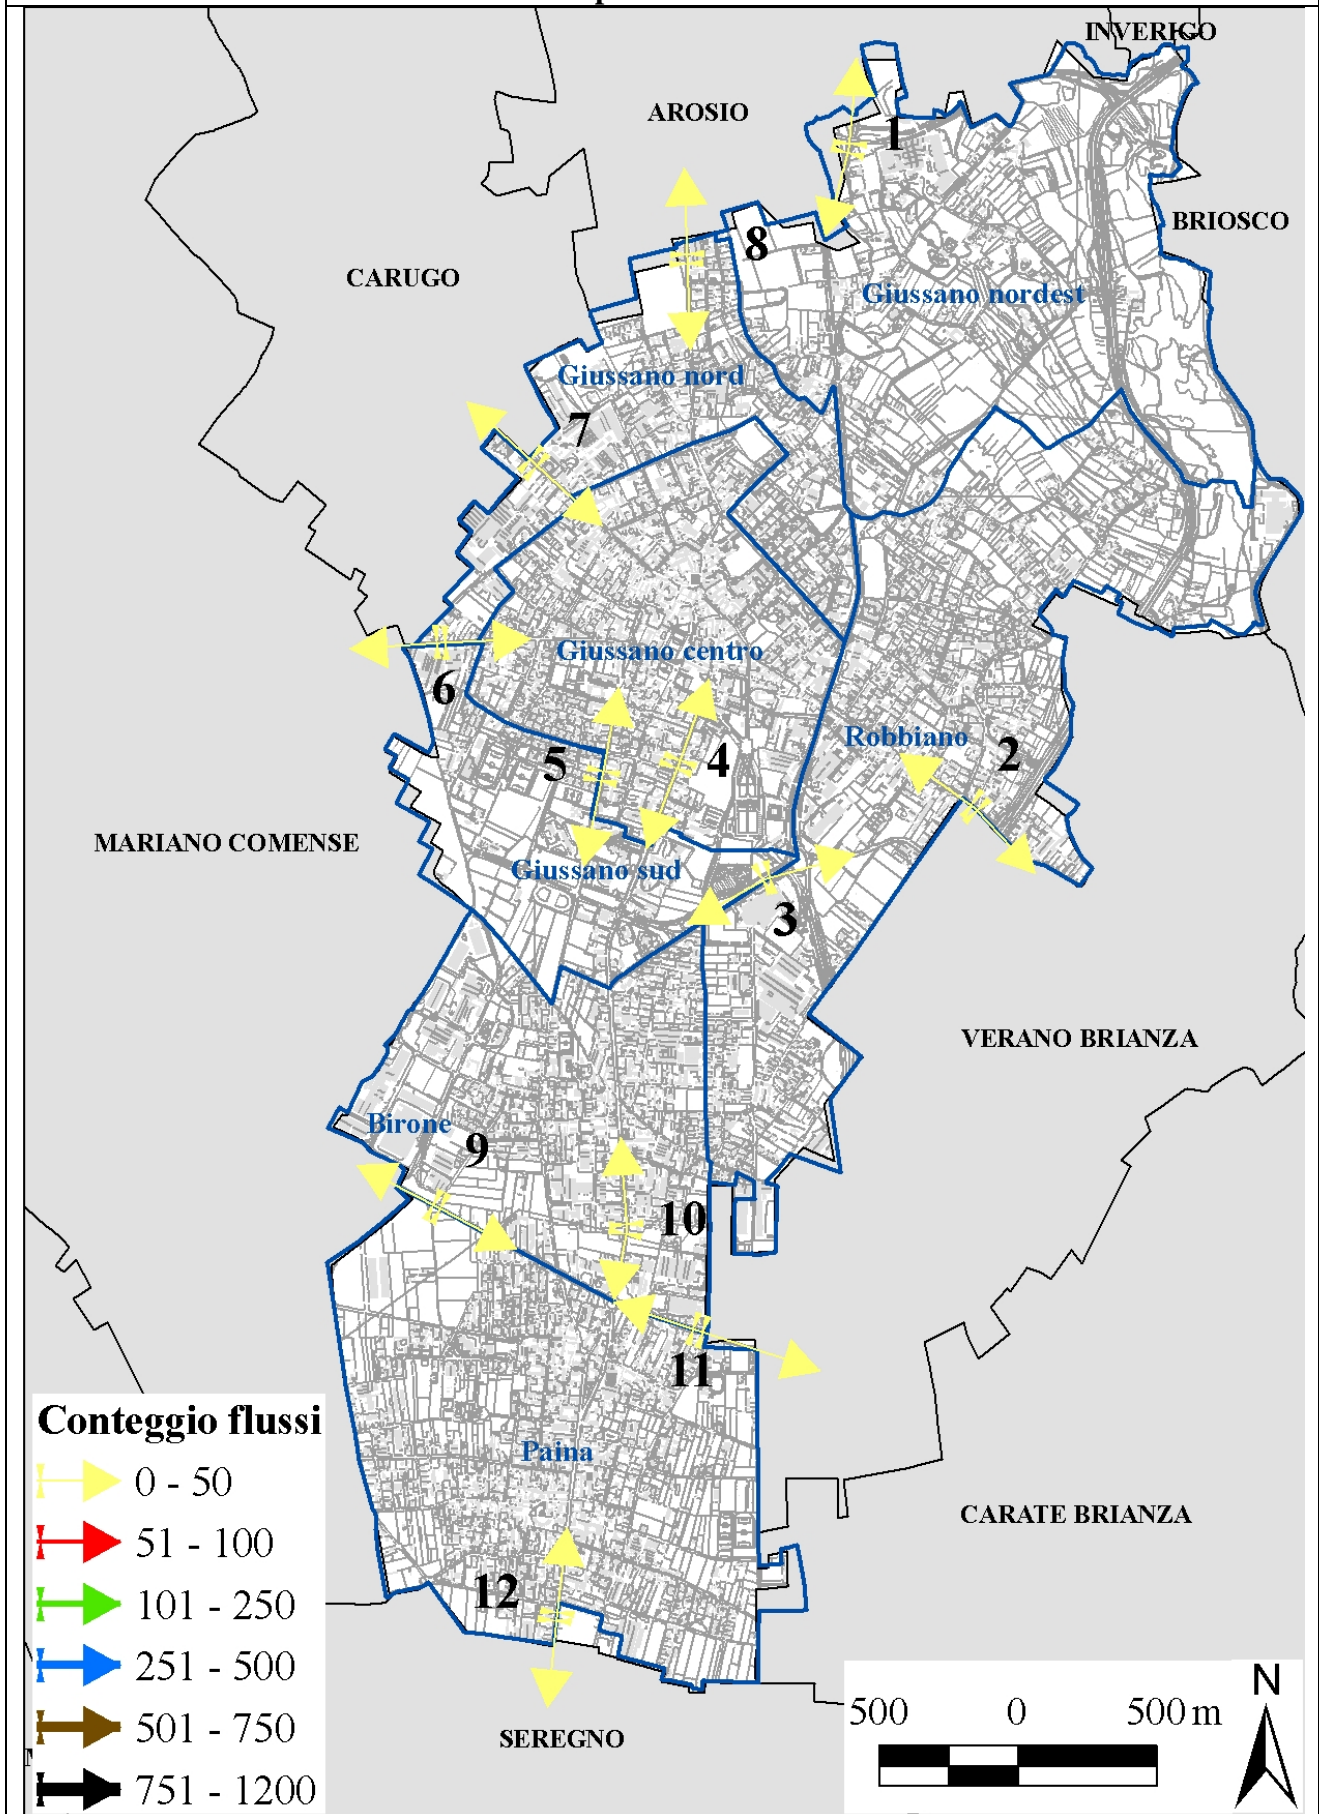 INVERIGO
AROSIO
1
BRIOSCO
8
CARUGO
Giussano nordest
Giussano nord
7
Giussano centro
6
Robbiano
2
5
4
MARIANO COMENSE
Giussano sud
3
VERANO BRIANZA
Birone
9
10
11
Conteggio flussi
Paina
0 - 50
CARATE BRIANZA
51 - 100
12
101 - 250
251 - 500
N
500 0 500 m
501 - 750
SEREGNO
751 - 1200